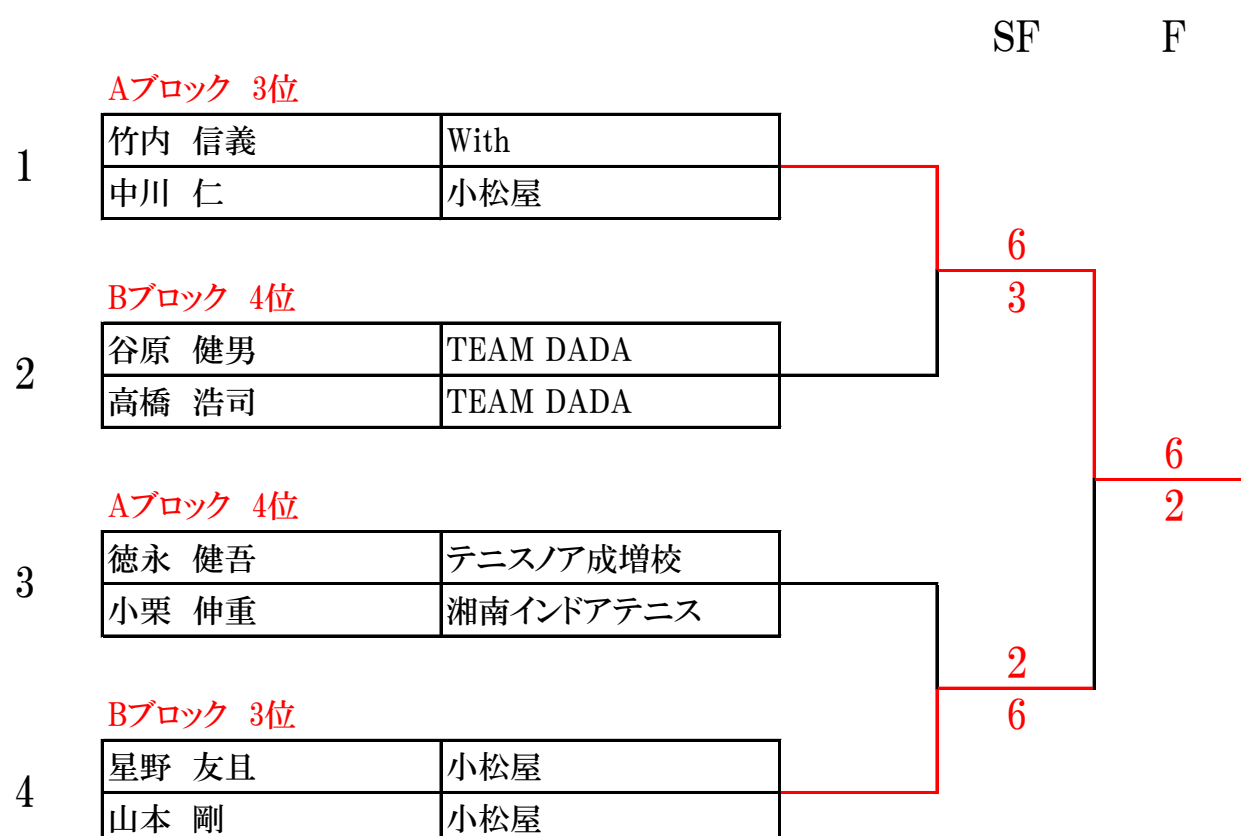 SF F
Aブロック 3位
1
竹内 信義 With
中川 仁 小松屋
6
3
Bブロック 4位
2
谷原 健男 TEAM DADA
高橋 浩司 TEAM DADA
6
2
Aブロック 4位
3
徳永 健吾 テニスノア成増校
小栗 伸重 湘南インドアテニス
2
6
Bブロック 3位
4
星野 友且 小松屋
山本 剛 小松屋